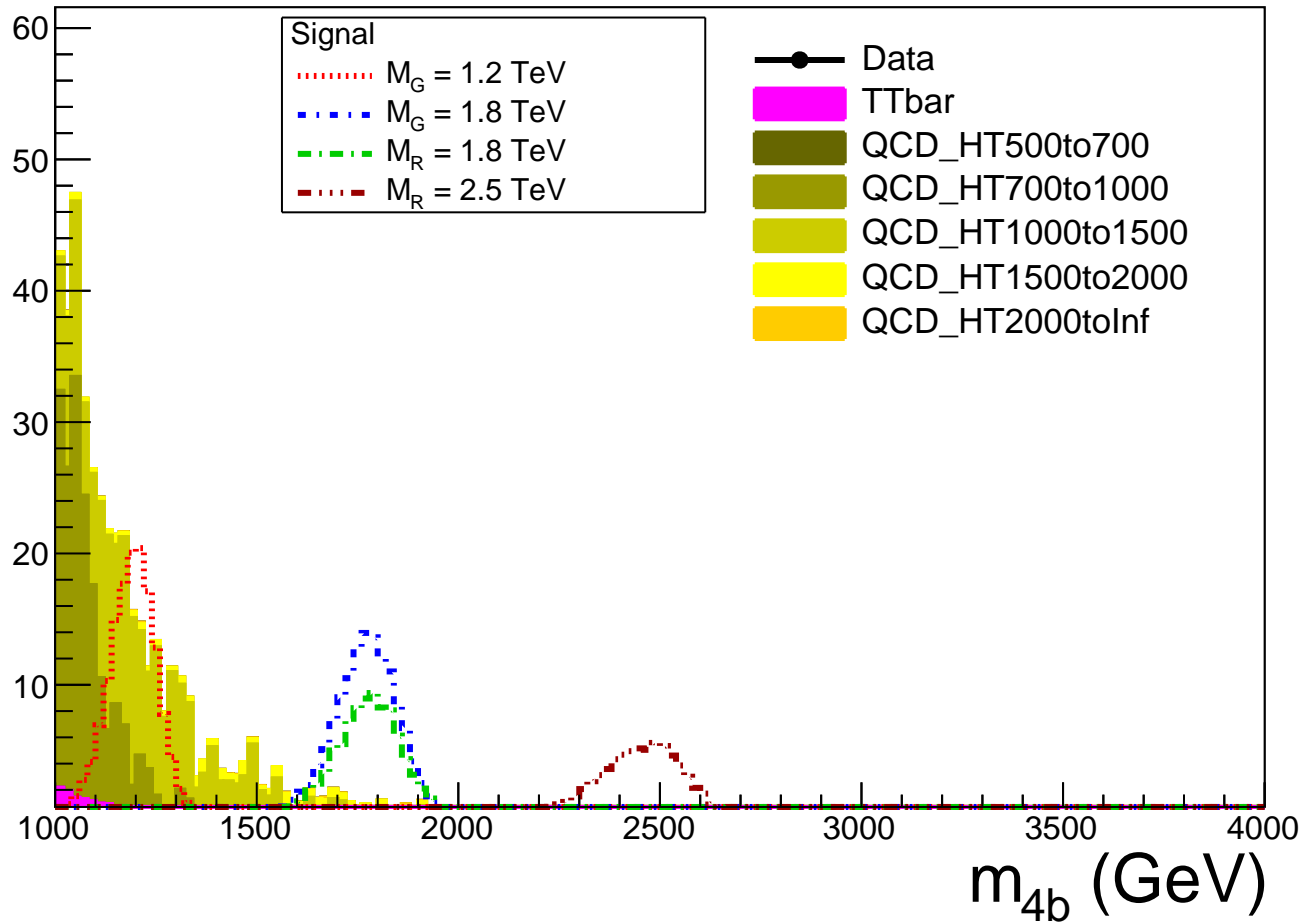 60
50
40
30
20
10
Signal
M_G = 1.2 TeV
M_G = 1.8 TeV
M_R = 1.8 TeV
M_R = 2.5 TeV
Data
TTbar
QCD_HT500to700
QCD_HT700to1000
QCD_HT1000to1500
QCD_HT1500to2000
QCD_HT2000toInf
1000 1500 2000 2500 3000 3500 4000
m_4b (GeV)